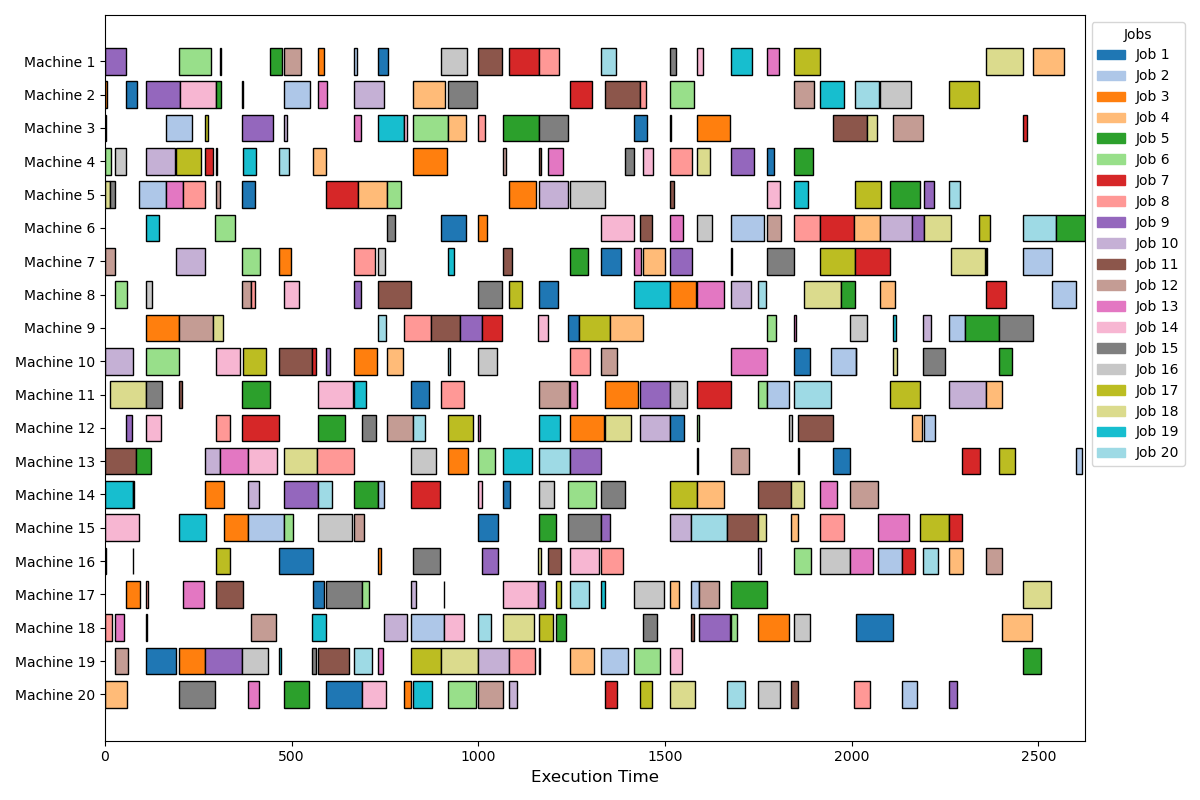 Machine 1
Machine 2
Machine 3
Machine 4
Machine 5
Machine 6
Machine 7
Machine 8
Machine 9
Machine 10
Machine 11
Machine 12
Machine 13
Machine 14
Machine 15
Machine 16
Machine 17
Machine 18
Machine 19
Machine 20
0 500 1000 1500 2000 2500
Execution Time
Jobs
Job 1
Job 2
Job 3
Job 4
Job 5
Job 6
Job 7
Job 8
Job 9
Job 10
Job 11
Job 12
Job 13
Job 14
Job 15
Job 16
Job 17
Job 18
Job 19
Job 20